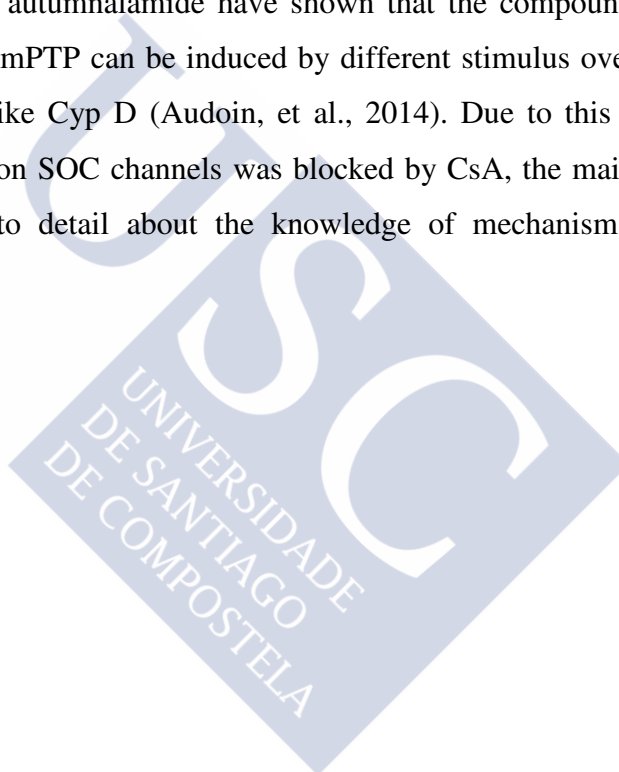 autumnalamide have shown that the compoun
mPTP can be induced by different stimulus ove
ike Cyp D (Audoin, et al., 2014). Due to this
on SOC channels was blocked by CsA, the mai
to detail about the knowledge of mechanism
USC
UNIVERSIDADE
DE SANTIAGO
DE COMPOSTELA